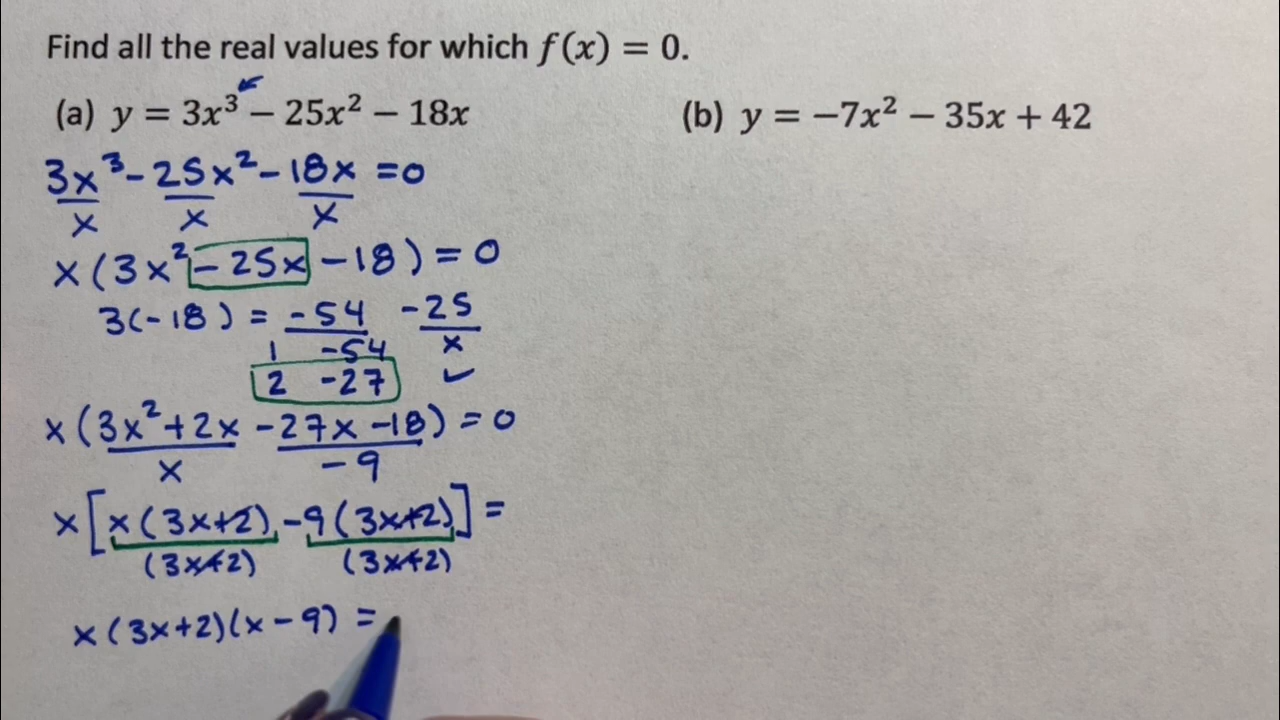 Find all the real values for which f(x) = 0.
(a) y = 3x³ − 25x² − 18x
(b) y = −7x² − 35x + 42
3x³ - 25x² - 18x = 0
x x x
x (3x² - 25x - 18) = 0
3(-18) = -54 -25
1 -54 x
2 -27 ✓
x (3x² + 2x - 27x - 18) = 0
x -9
x [x (3x+2) - 9 (3x+2)] =
(3x+2) (3x+2)
x (3x+2)(x - 9) =